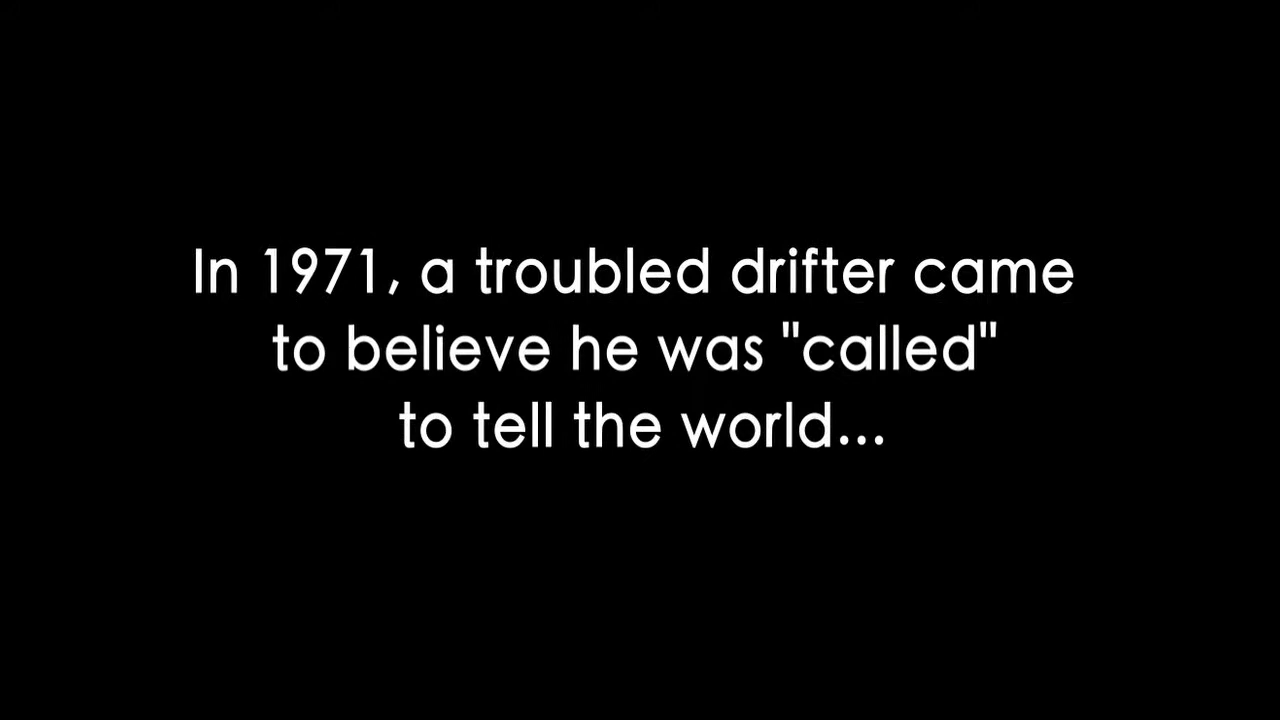 In 1971, a troubled drifter came
to believe he was "called"
to tell the world...